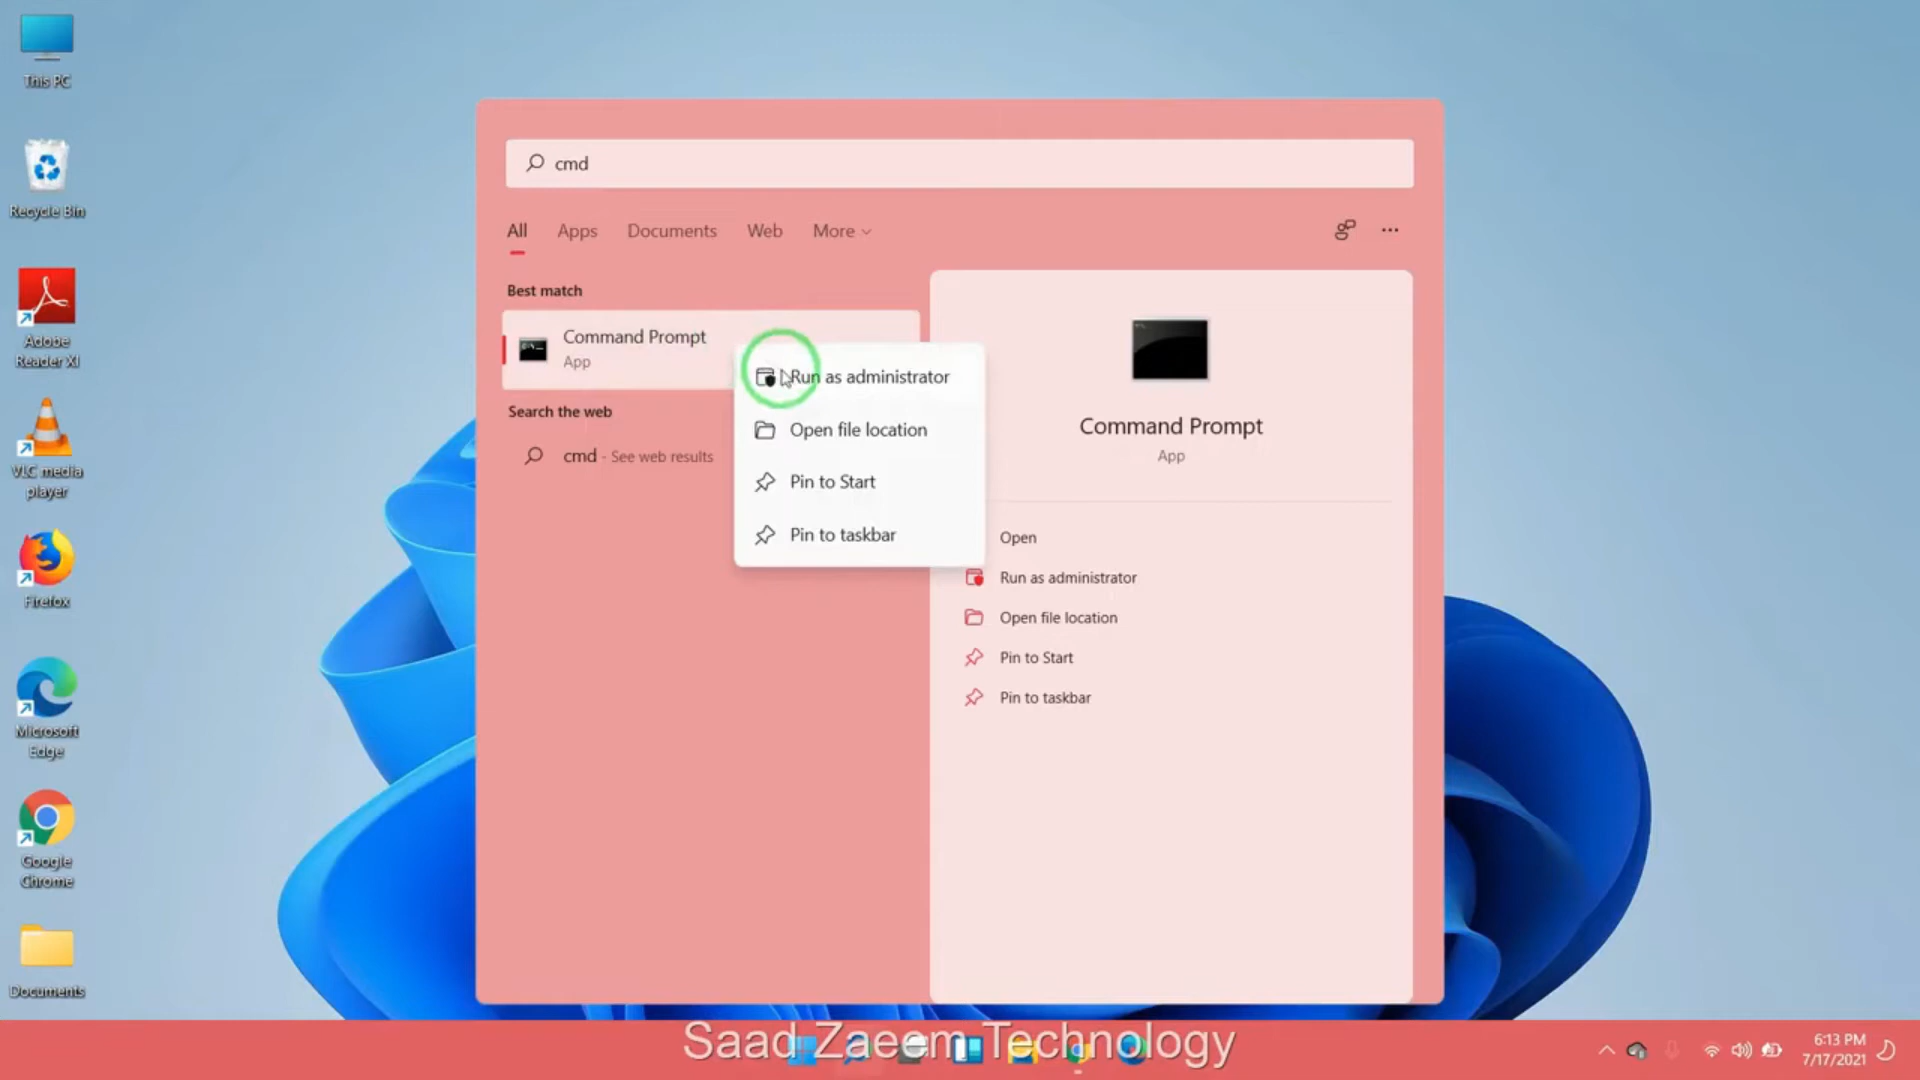 This PC
Recycle Bin
Adobe
Reader XI
VLC media
player
Firefox
Microsoft
Edge
Google
Chrome
Documents
cmd
All
Apps
Documents
Web
More
Best match
Command Prompt
App
Search the web
cmd - See web results
Run as administrator
Open file location
Pin to Start
Pin to taskbar
Command Prompt
App
Open
Run as administrator
Open file location
Pin to Start
Pin to taskbar
Saad Zaeem Technology
6:13 PM
7/17/2021